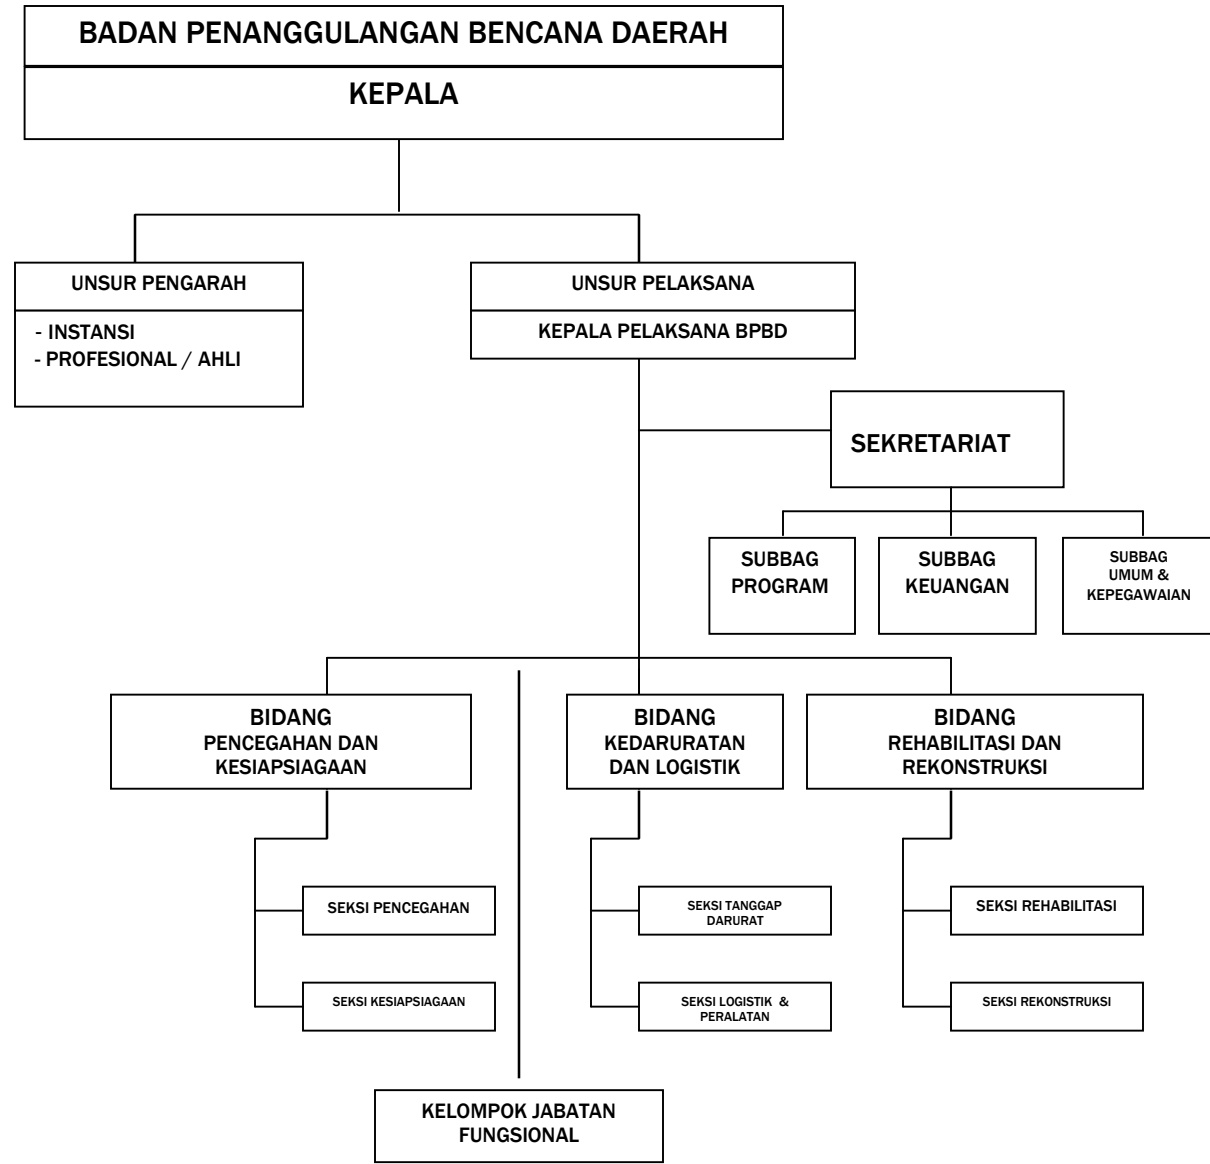 BADAN PENANGGULANGAN BENCANA DAERAH
KEPALA
UNSUR PENGARAH
- INSTANSI
- PROFESIONAL / AHLI
UNSUR PELAKSANA
KEPALA PELAKSANA BPBD
SEKRETARIAT
SUBBAG
PROGRAM
SUBBAG
KEUANGAN
SUBBAG
UMUM &
KEPEGAWAIAN
BIDANG
PENCEGAHAN DAN
KESIAPSIAGAAN
BIDANG
KEDARURATAN
DAN LOGISTIK
BIDANG
REHABILITASI DAN
REKONSTRUKSI
SEKSI PENCEGAHAN
SEKSI KESIAPSIAGAAN
SEKSI TANGGAP
DARURAT
SEKSI LOGISTIK &
PERALATAN
SEKSI REHABILITASI
SEKSI REKONSTRUKSI
KELOMPOK JABATAN
FUNGSIONAL